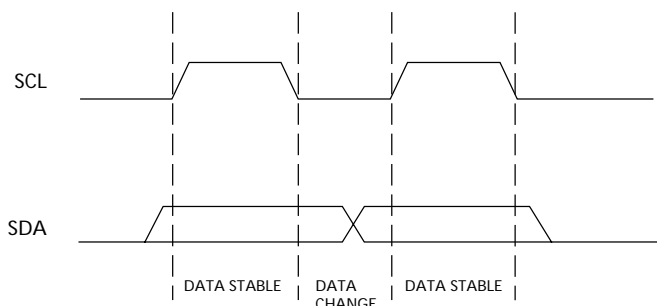 SCL
SDA
DATA STABLE
DATA
CHANGE
DATA STABLE